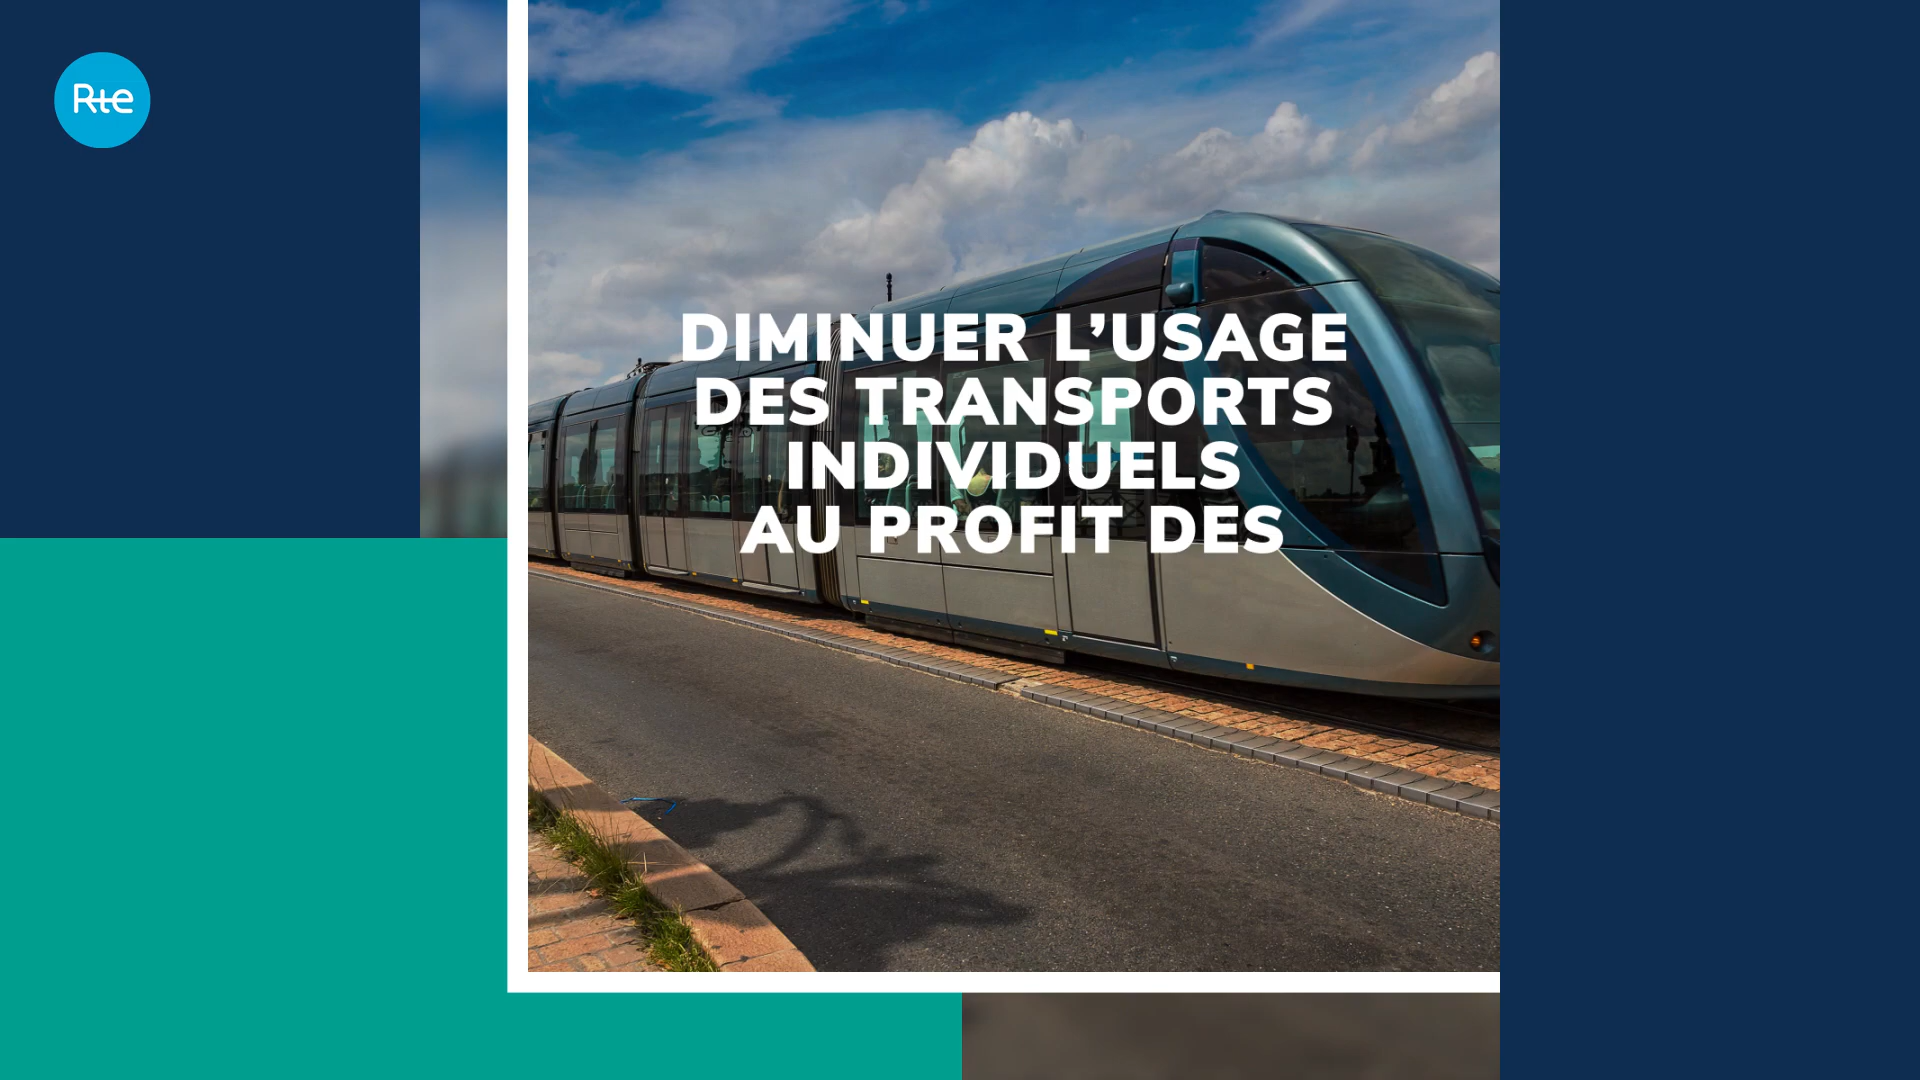 Rte
DIMINUER L’USAGE
DES TRANSPORTS
INDIVIDUELS
AU PROFIT DES